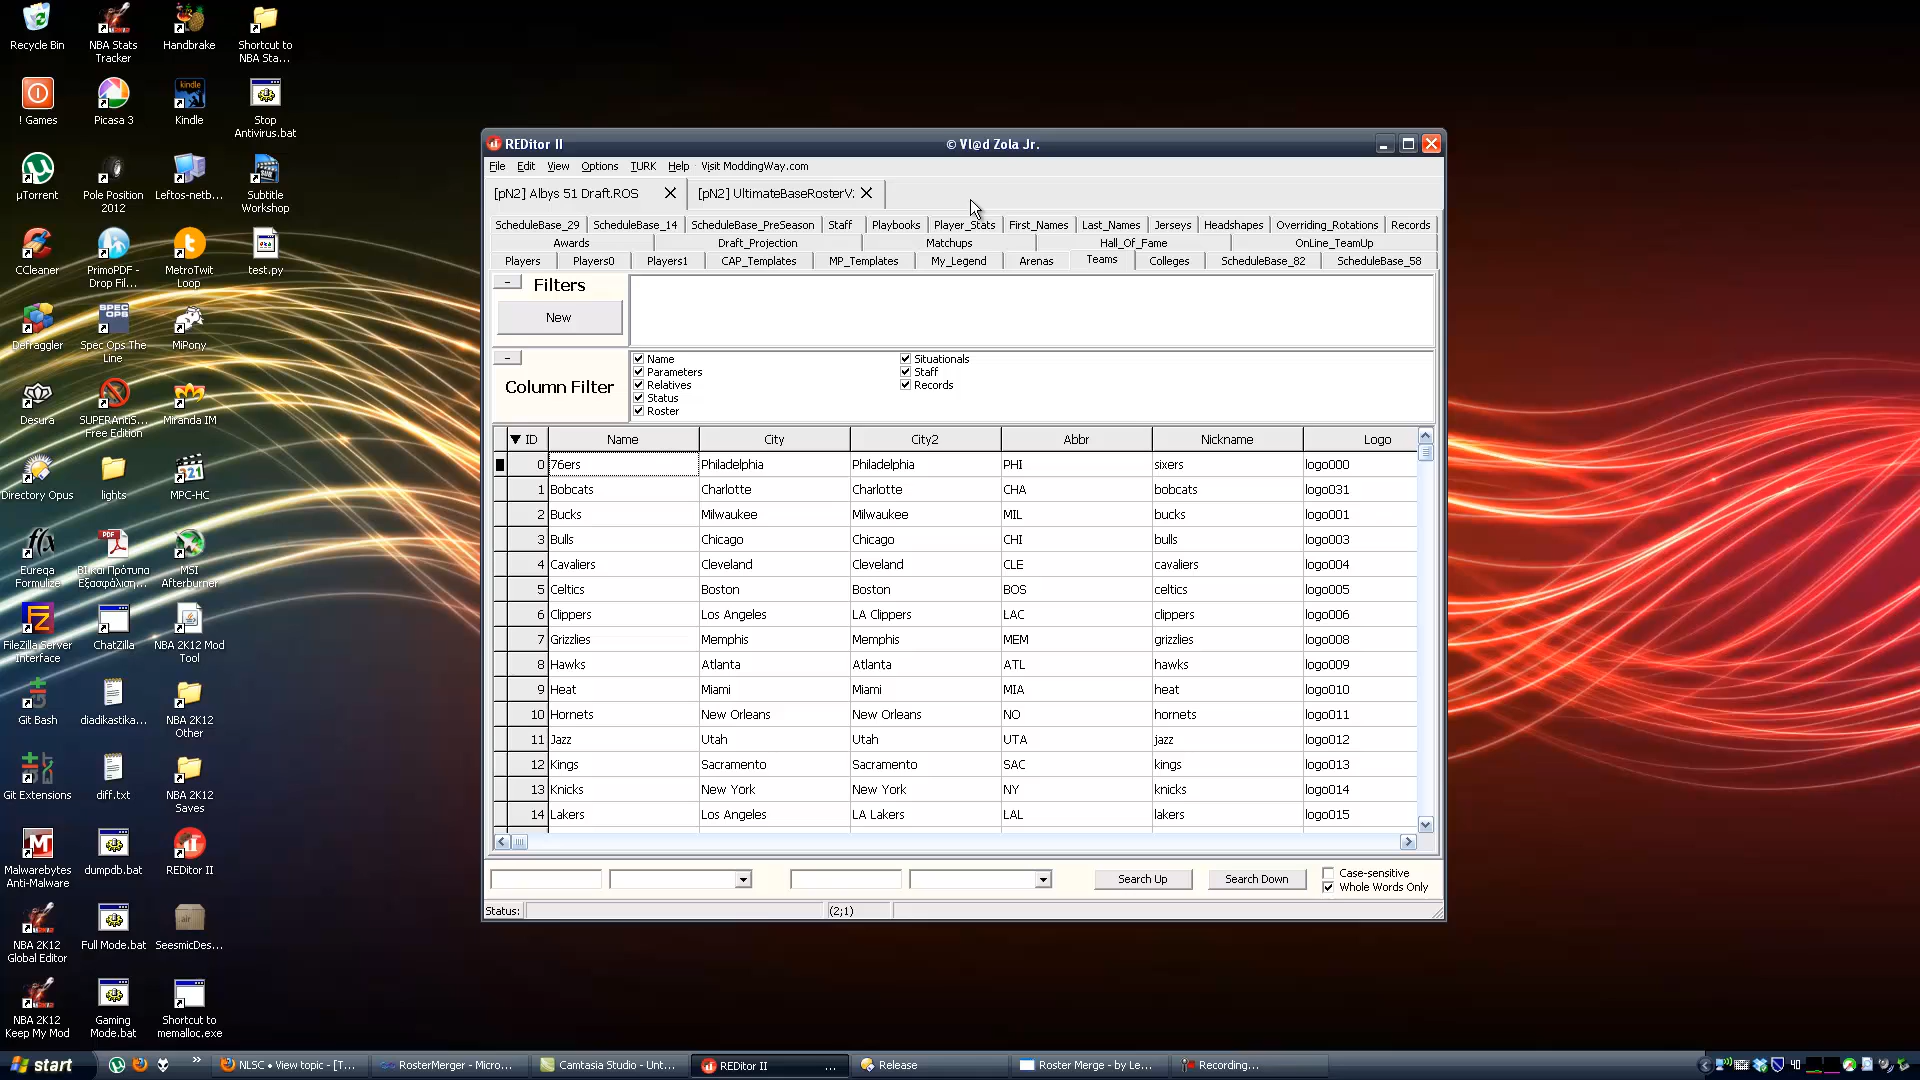 Recycle Bin
NBA Stats
Tracker
Handbrake
Shortcut to
NBA Sta...
! Games
Picasa 3
Kindle
kindle
Stop
Antivirus.bat
µTorrent
Pole Position
2012
Leftos-netb...
Subtitle
Workshop
CCleaner
PrimoPDF -
Drop Fil...
MetroTwit
Loop
test.py
Defraggler
SPEC
OPS
Spec Ops The
Line
MiPony
Desura
SUPERAntiS...
Free Edition
Miranda IM
Directory Opus
lights
321
MPC-HC
Eureqa
Formulize
PDF
BI και Πρότυπα
Εξασφάλιση...
MSI
Afterburner
FileZilla Server
Interface
ChatZilla
NBA 2K12 Mod
Tool
Git Bash
diadikastika...
NBA 2K12
Other
Git Extensions
diff.txt
NBA 2K12
Saves
Malwarebytes
Anti-Malware
dumpdb.bat
REDitor II
NBA 2K12
Global Editor
Full Mode.bat
.air
SeesmicDes...
NBA 2K12
Keep My Mod
Gaming
Mode.bat
Shortcut to
memalloc.exe
REDitor II © Vl@d Zola Jr.
File Edit View Options TURK Help Visit ModdingWay.com
[pN2] Albys 51 Draft.ROS [pN2] UltimateBaseRosterV:
ScheduleBase_29 ScheduleBase_14 ScheduleBase_PreSeason Staff Playbooks Player_Stats First_Names Last_Names Jerseys Headshapes Overriding_Rotations Records
Awards Draft_Projection Matchups Hall_Of_Fame OnLine_TeamUp
Players Players0 Players1 CAP_Templates MP_Templates My_Legend Arenas Teams Colleges ScheduleBase_82 ScheduleBase_58
Filters
New
Column Filter
Name
Parameters
Relatives
Status
Roster
Situationals
Staff
Records
ID Name City City2 Abbr Nickname Logo
0 76ers Philadelphia Philadelphia PHI sixers logo000
1 Bobcats Charlotte Charlotte CHA bobcats logo031
2 Bucks Milwaukee Milwaukee MIL bucks logo001
3 Bulls Chicago Chicago CHI bulls logo003
4 Cavaliers Cleveland Cleveland CLE cavaliers logo004
5 Celtics Boston Boston BOS celtics logo005
6 Clippers Los Angeles LA Clippers LAC clippers logo006
7 Grizzlies Memphis Memphis MEM grizzlies logo008
8 Hawks Atlanta Atlanta ATL hawks logo009
9 Heat Miami Miami MIA heat logo010
10 Hornets New Orleans New Orleans NO hornets logo011
11 Jazz Utah Utah UTA jazz logo012
12 Kings Sacramento Sacramento SAC kings logo013
13 Knicks New York New York NY knicks logo014
14 Lakers Los Angeles LA Lakers LAL lakers logo015
Search Up Search Down
Case-sensitive
Whole Words Only
Status: (2;1)
start
NLSC • View topic - [T...
RosterMerger - Micro...
Camtasia Studio - Unt...
REDitor II ...
Release
Roster Merge - by Le...
Recording...
40